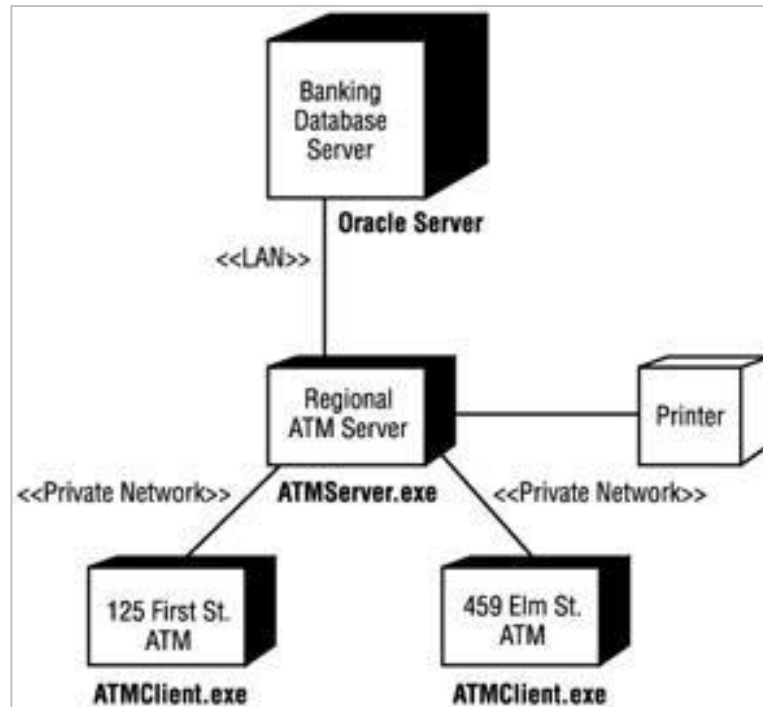 Banking
Database
Server
Oracle Server
<<LAN>>
Regional
ATM Server
Printer
<<Private Network>>
ATMServer.exe
<<Private Network>>
125 First St.
ATM
459 Elm St.
ATM
ATMClient.exe
ATMClient.exe